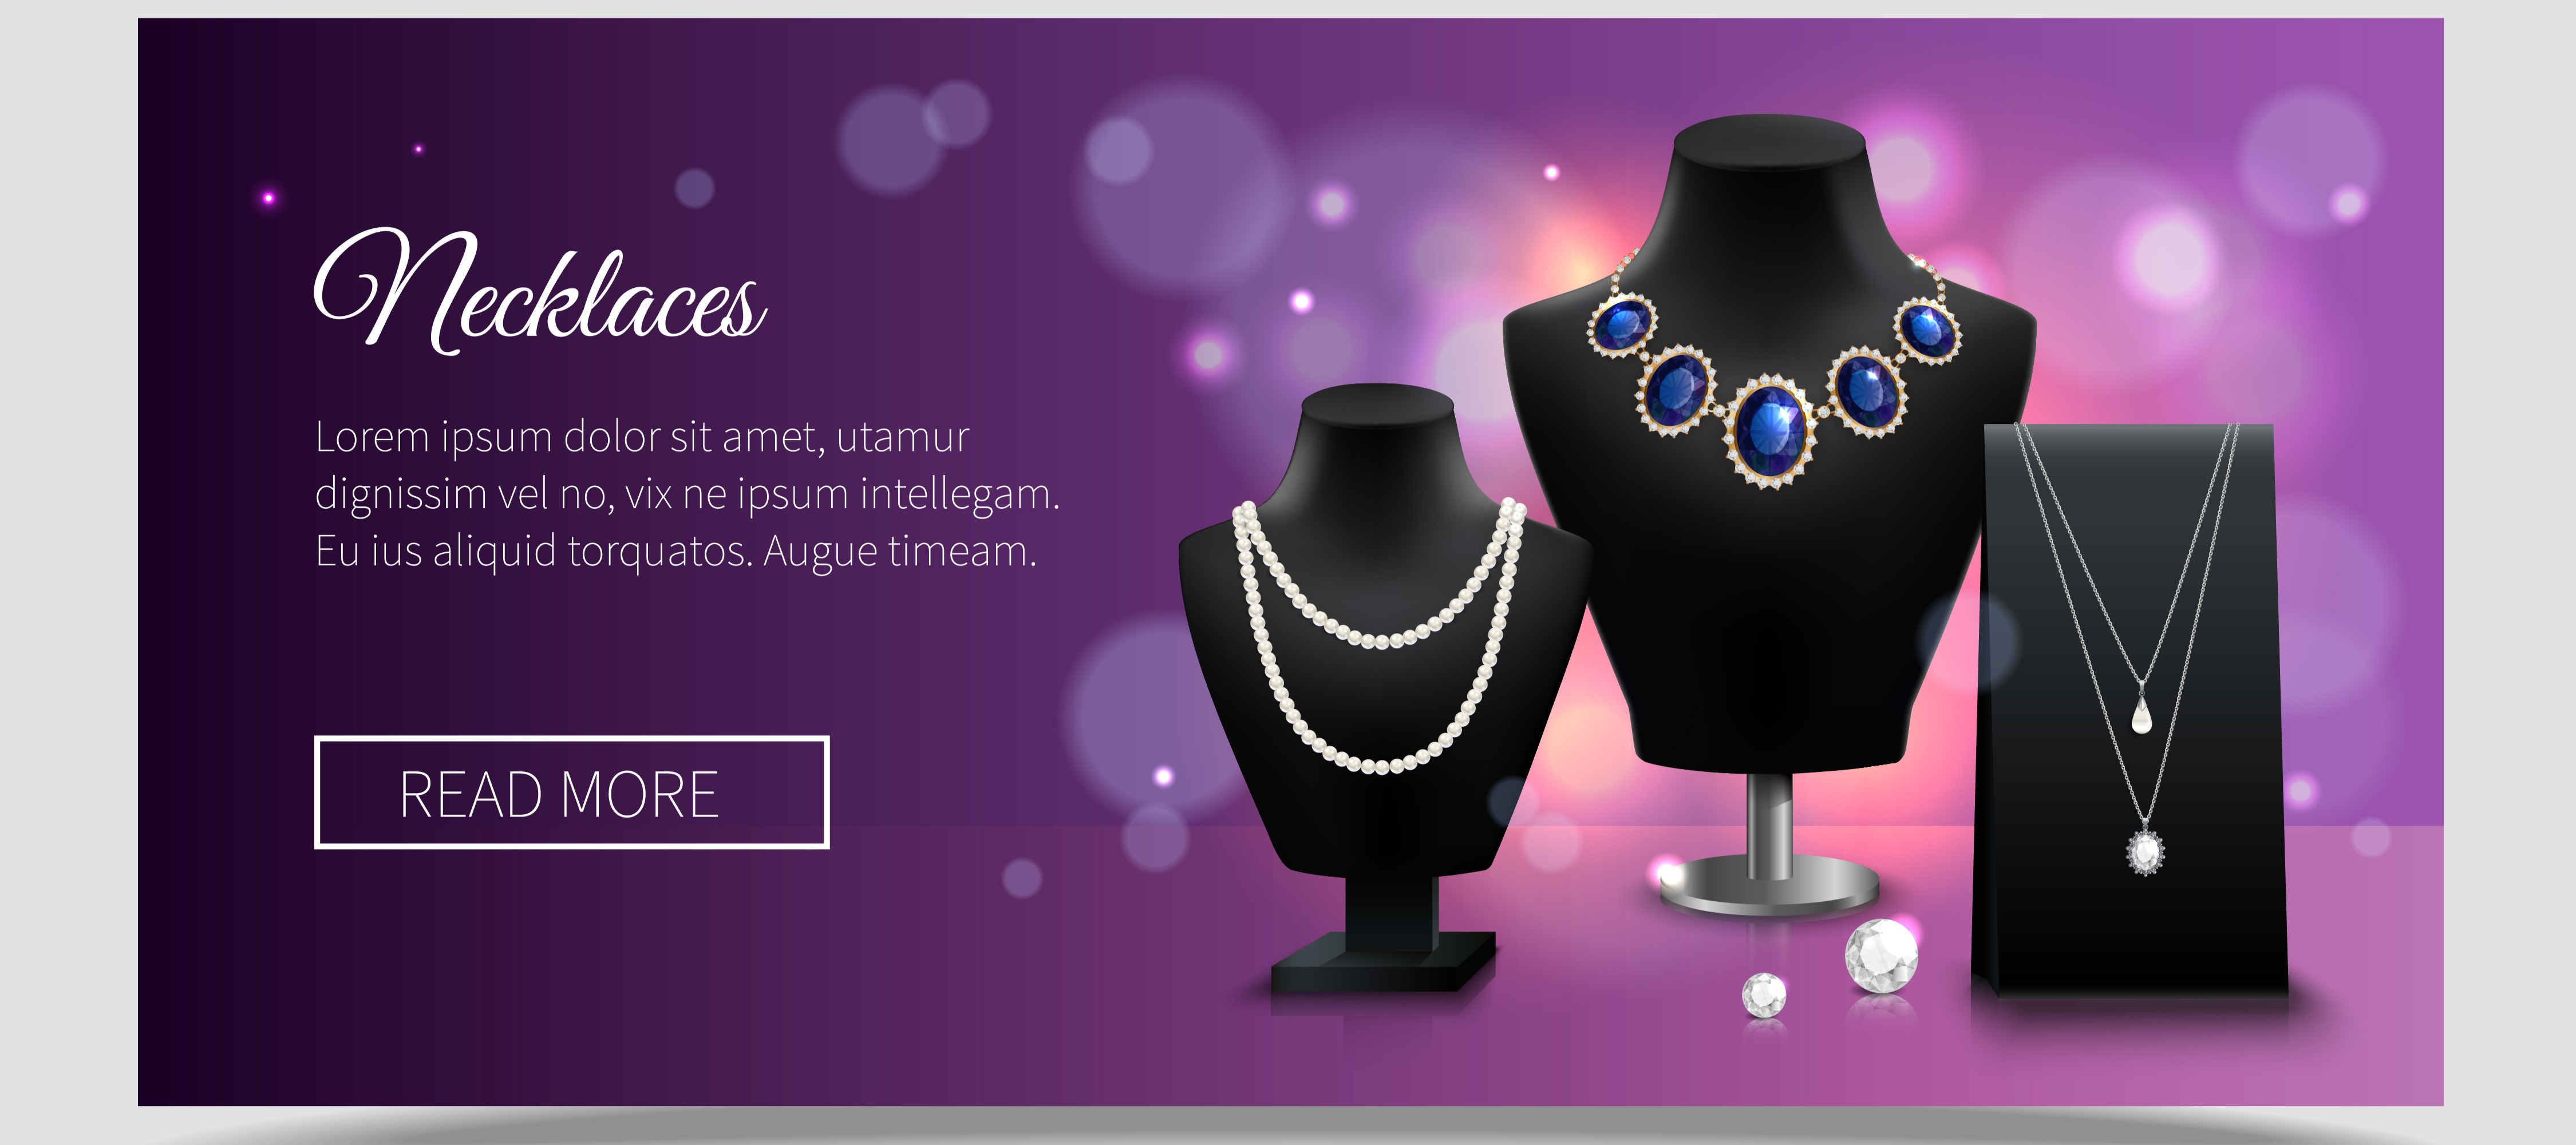 Necklaces
Lorem ipsum dolor sit amet, utamur
dignissim vel no, vix ne ipsum intellegam.
Eu ius aliquid torquatos. Augue timeam.
READ MORE